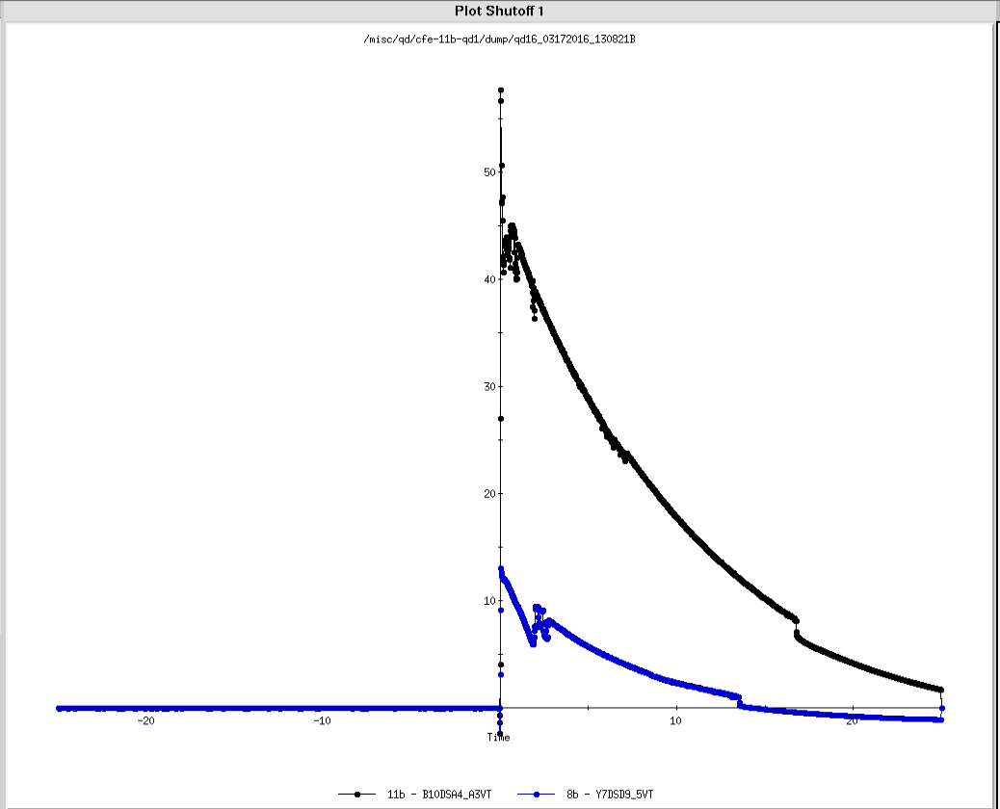 Plot Shutoff 1
/misc/qd/cfe-11b-qd1/dump/qd16_03172016_130821B
50
40
30
20
10
-20 -10 10 20
Time
11b - B10DSA4_A3VT 8b - Y7DSD9_5VT